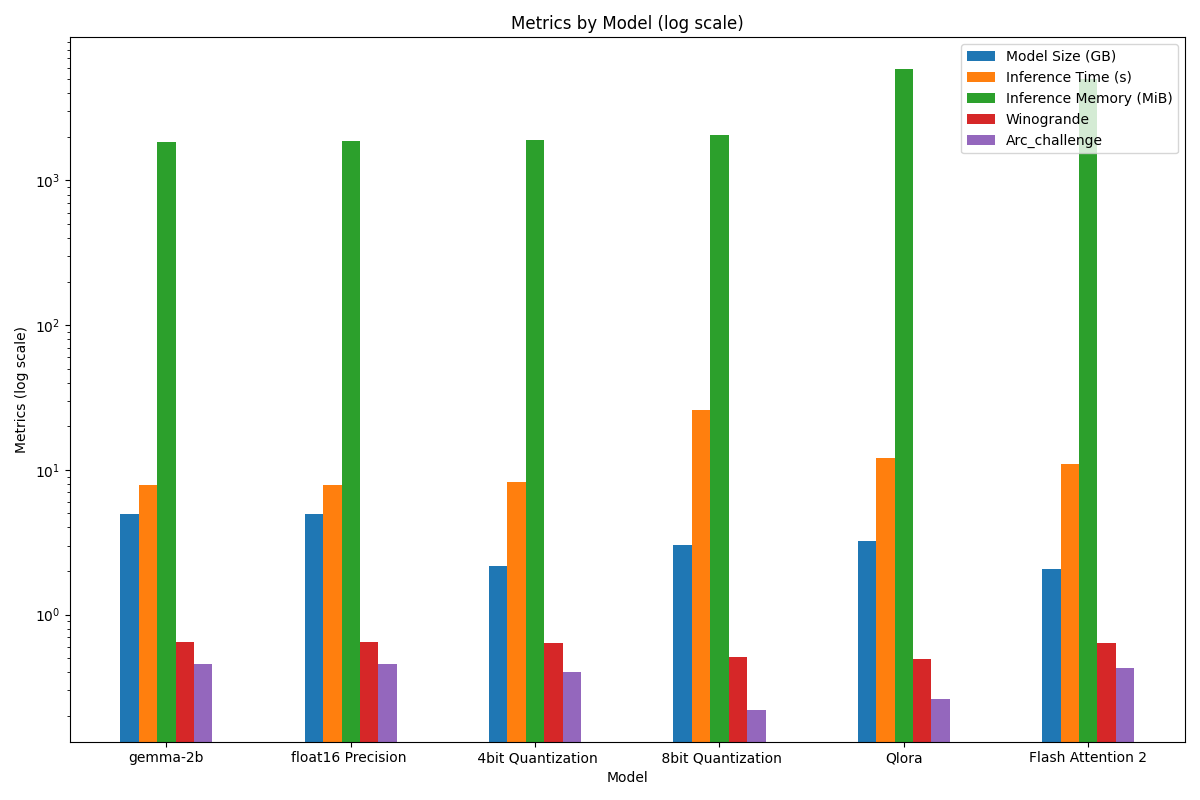 Metrics by Model (log scale)
Model Size (GB)
Inference Time (s)
Inference Memory (MiB)
Winogrande
Arc_challenge
Metrics (log scale)
10³
10²
10¹
10⁰
gemma-2b
float16 Precision
4bit Quantization
8bit Quantization
Qlora
Flash Attention 2
Model